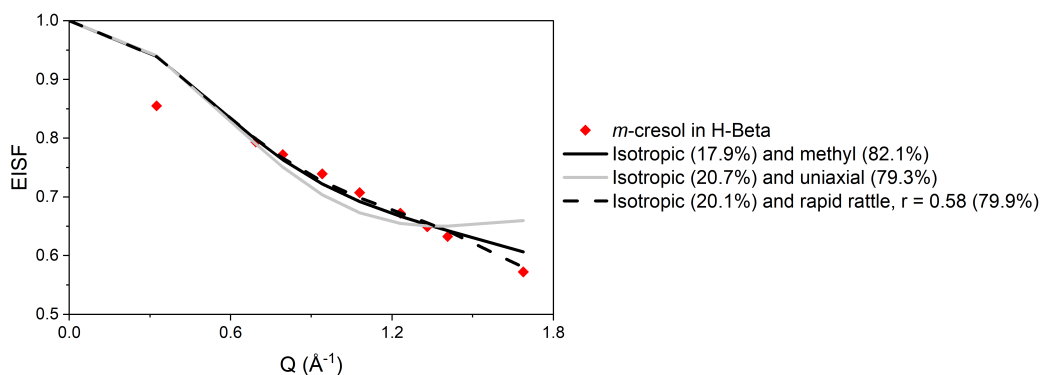 1.0
0.9
0.8
0.7
0.6
0.5
EISF
0.0
0.6
1.2
1.8
Q (Å⁻¹)
m-cresol in H-Beta
Isotropic (17.9%) and methyl (82.1%)
Isotropic (20.7%) and uniaxial (79.3%)
Isotropic (20.1%) and rapid rattle, r = 0.58 (79.9%)